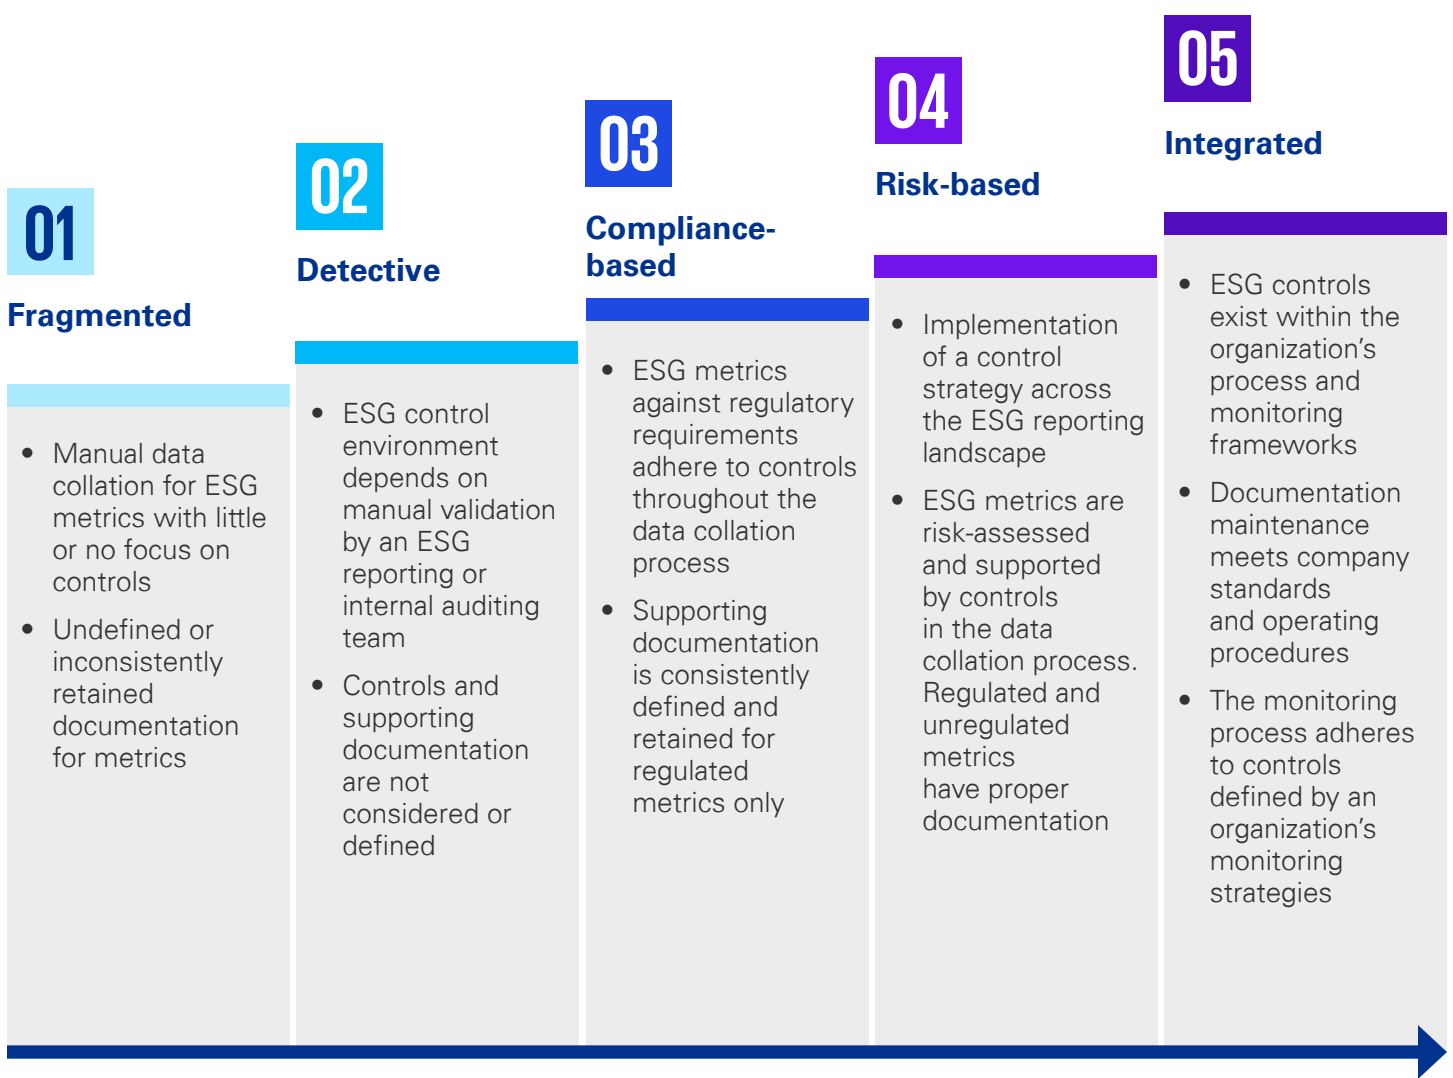 01
Fragmented
• Manual data
collation for ESG
metrics with little
or no focus on
controls
• Undefined or
inconsistently
retained
documentation
for metrics
02
Detective
• ESG control
environment
depends on
manual validation
by an ESG
reporting or
internal auditing
team
• Controls and
supporting
documentation
are not
considered or
defined
03
Compliance-
based
• ESG metrics
against regulatory
requirements
adhere to controls
throughout the
data collation
process
• Supporting
documentation
is consistently
defined and
retained for
regulated
metrics only
04
Risk-based
• Implementation
of a control
strategy across
the ESG reporting
landscape
• ESG metrics are
risk-assessed
and supported
by controls
in the data
collation process.
Regulated and
unregulated
metrics
have proper
documentation
05
Integrated
• ESG controls
exist within the
organization’s
process and
monitoring
frameworks
• Documentation
maintenance
meets company
standards
and operating
procedures
• The monitoring
process adheres
to controls
defined by an
organization’s
monitoring
strategies